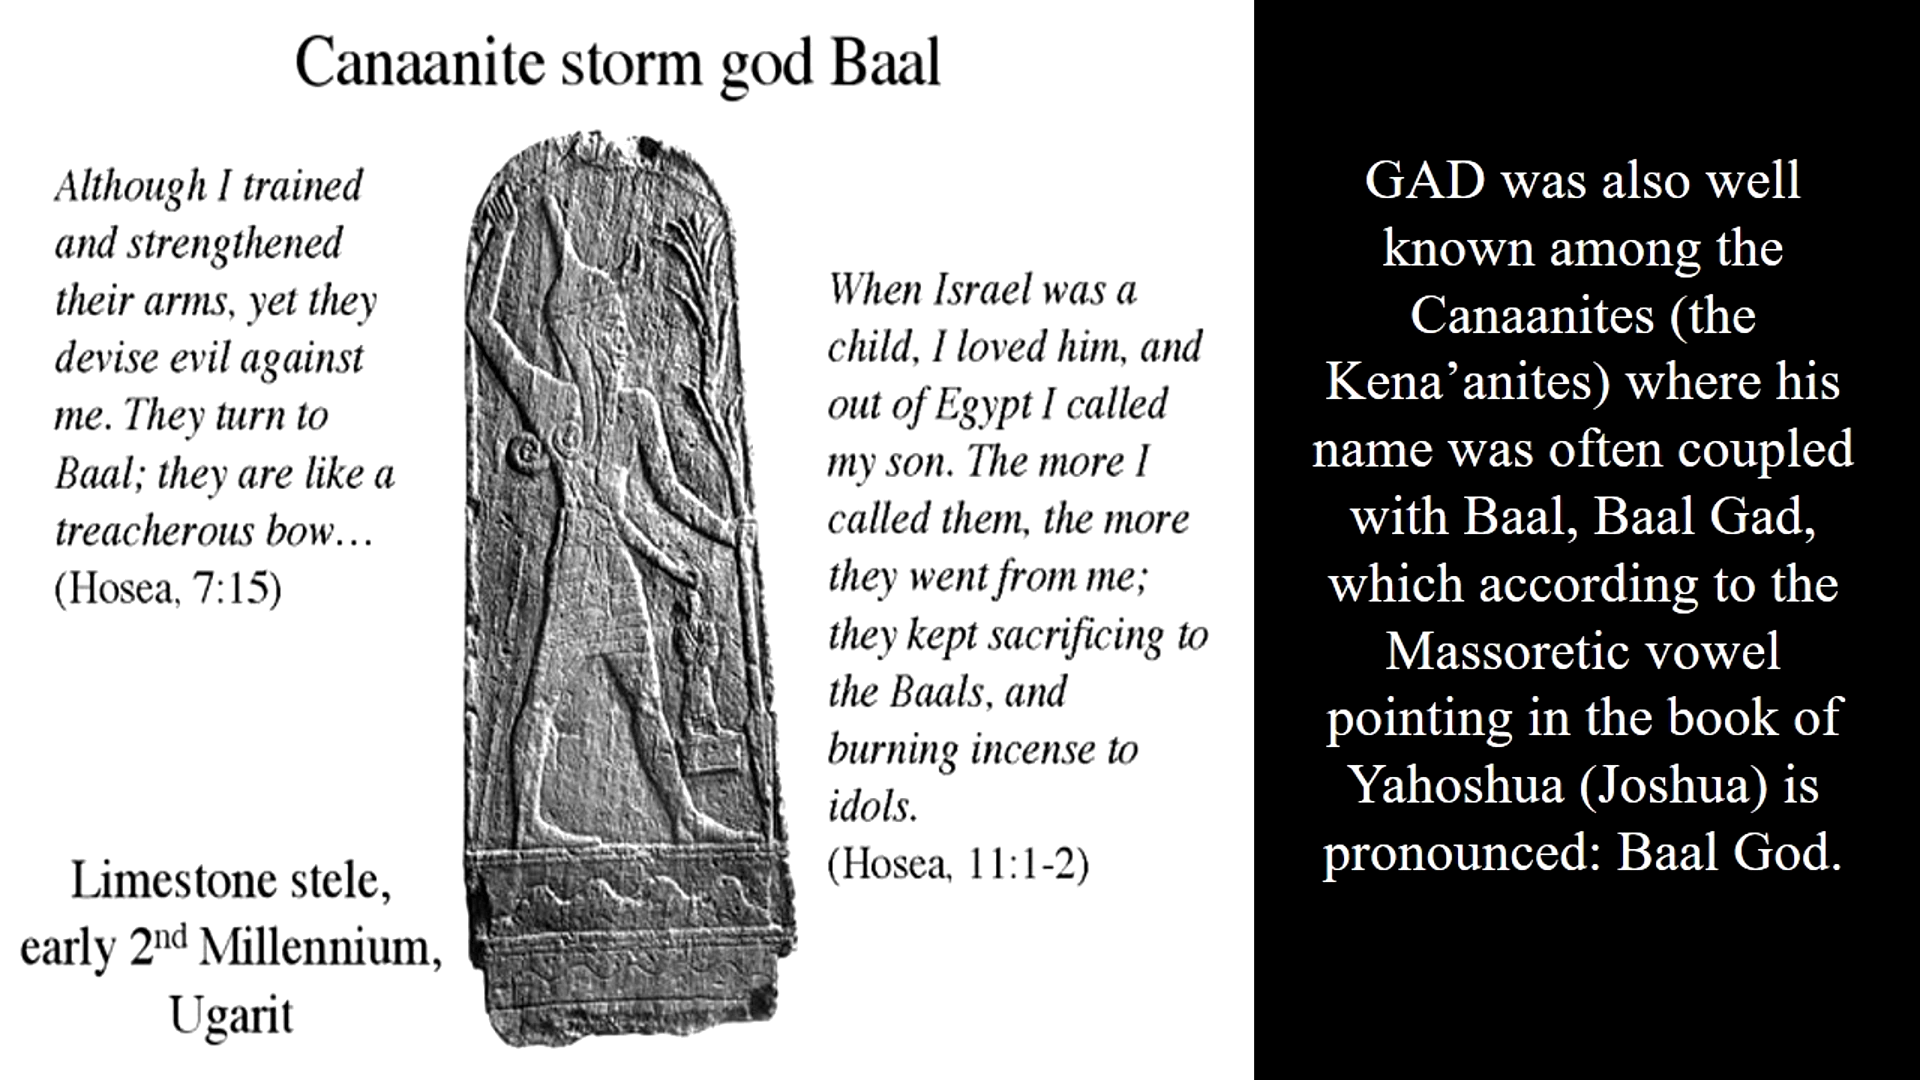 Canaanite storm god Baal
Although I trained
and strengthened
their arms, yet they
devise evil against
me. They turn to
Baal; they are like a
treacherous bow…
(Hosea, 7:15)
Limestone stele,
early 2nd Millennium,
Ugarit
When Israel was a
child, I loved him, and
out of Egypt I called
my son. The more I
called them, the more
they went from me;
they kept sacrificing to
the Baals, and
burning incense to
idols.
(Hosea, 11:1-2)
GAD was also well
known among the
Canaanites (the
Kena’anites) where his
name was often coupled
with Baal, Baal Gad,
which according to the
Massoretic vowel
pointing in the book of
Yahoshua (Joshua) is
pronounced: Baal God.